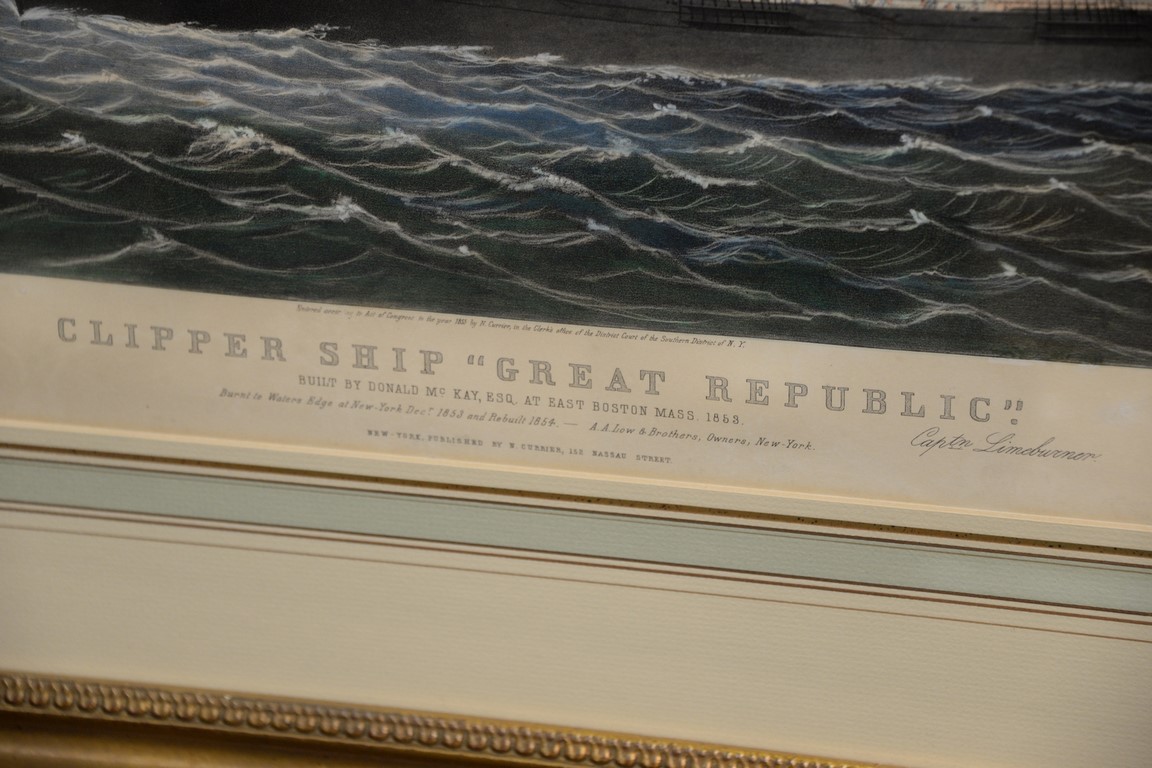 Entered according to Act of Congress in the year 1853 by N. Currier, in the Clerk's office of the District Court of the Southern District of N. Y.
CLIPPER SHIP “GREAT REPUBLIC”.
BUILT BY DONALD Mc KAY, ESQ. AT EAST BOSTON MASS. 1853.
Burnt to Waters Edge at New-York Decr 1853 and Rebuilt 1854. — A. A. Low & Brothers, Owners, New-York.
Captn Limeburner.
NEW-YORK, PUBLISHED BY N. CURRIER, 152 NASSAU STREET.